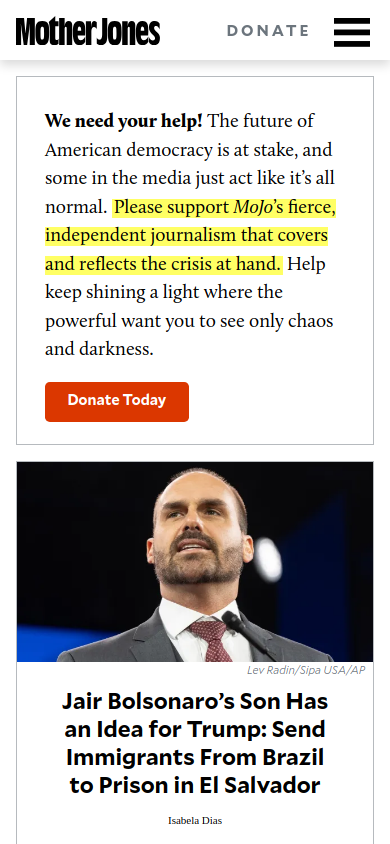 Mother Jones
DONATE
We need your help! The future of
American democracy is at stake, and
some in the media just act like it’s all
normal. Please support MoJo’s fierce,
independent journalism that covers
and reflects the crisis at hand. Help
keep shining a light where the
powerful want you to see only chaos
and darkness.
Donate Today
Lev Radin/Sipa USA/AP
Jair Bolsonaro’s Son Has
an Idea for Trump: Send
Immigrants From Brazil
to Prison in El Salvador
Isabela Dias